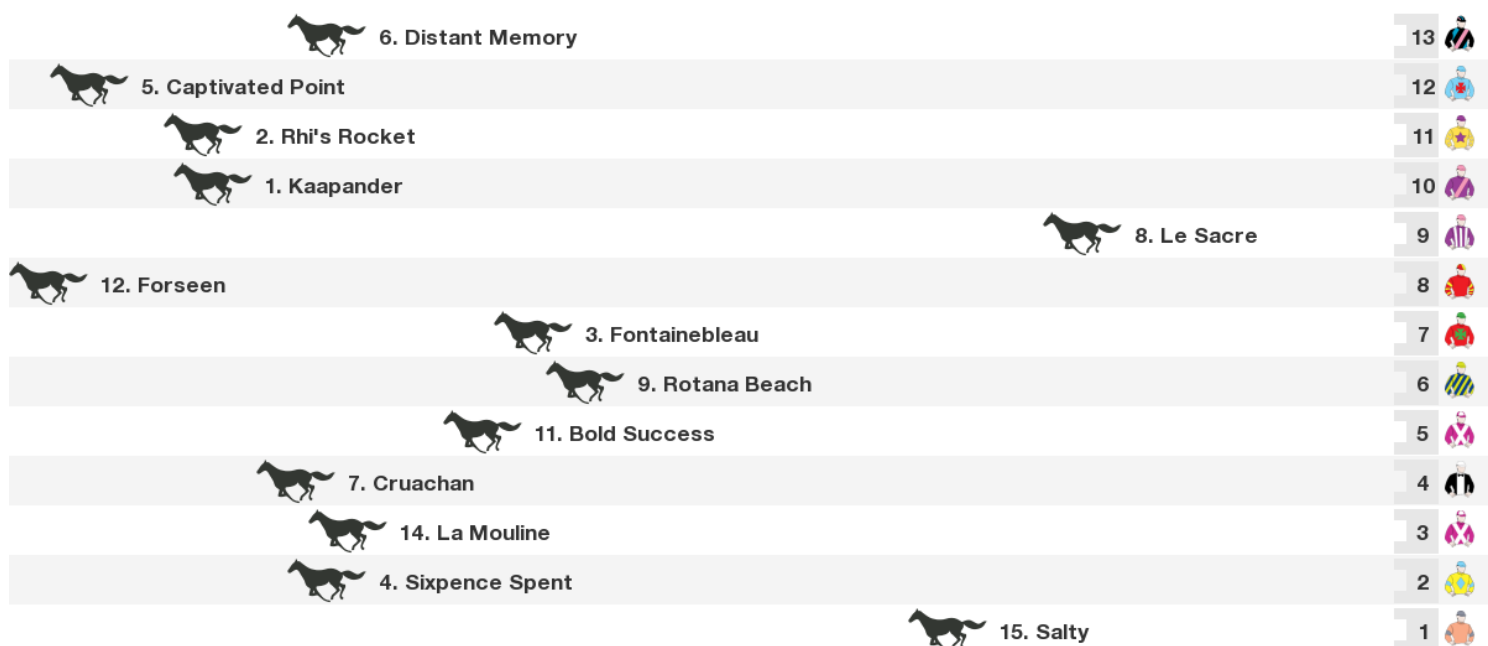 6. Distant Memory 13
5. Captivated Point 12
2. Rhi's Rocket 11
1. Kaapander 10
8. Le Sacre 9
12. Forseen 8
3. Fontainebleau 7
9. Rotana Beach 6
11. Bold Success 5
7. Cruachan 4
14. La Mouline 3
4. Sixpence Spent 2
15. Salty 1